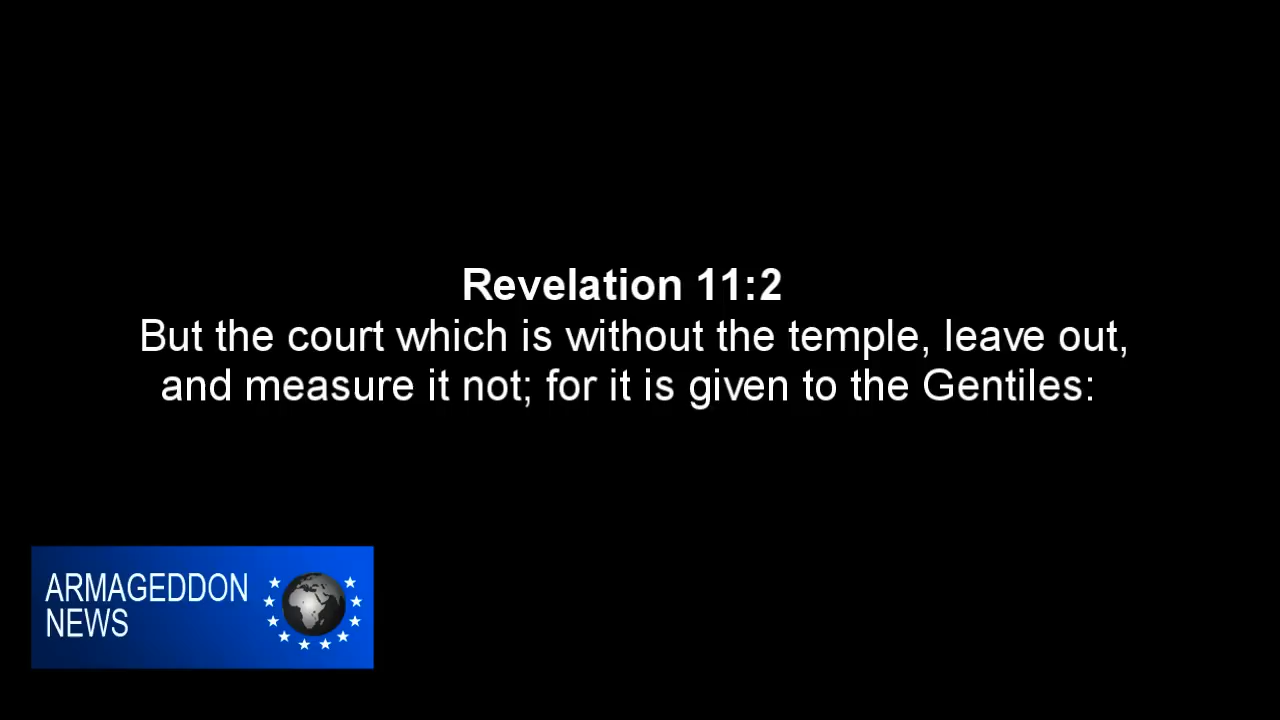 Revelation 11:2
But the court which is without the temple, leave out,
and measure it not; for it is given to the Gentiles:
ARMAGEDDON
NEWS